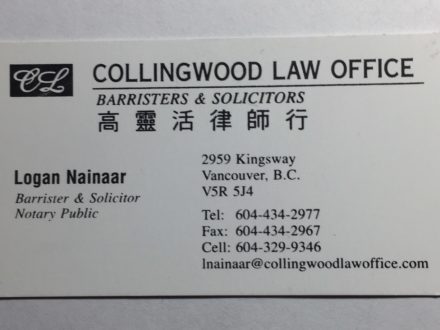 CL
COLLINGWOOD LAW OFFICE
BARRISTERS & SOLICITORS
高靈活律師行
Logan Nainaar
Barrister & Solicitor
Notary Public
2959 Kingsway
Vancouver, B.C.
V5R 5J4
Tel: 604-434-2977
Fax: 604-434-2967
Cell: 604-329-9346
lnainaar@collingwoodlawoffice.com